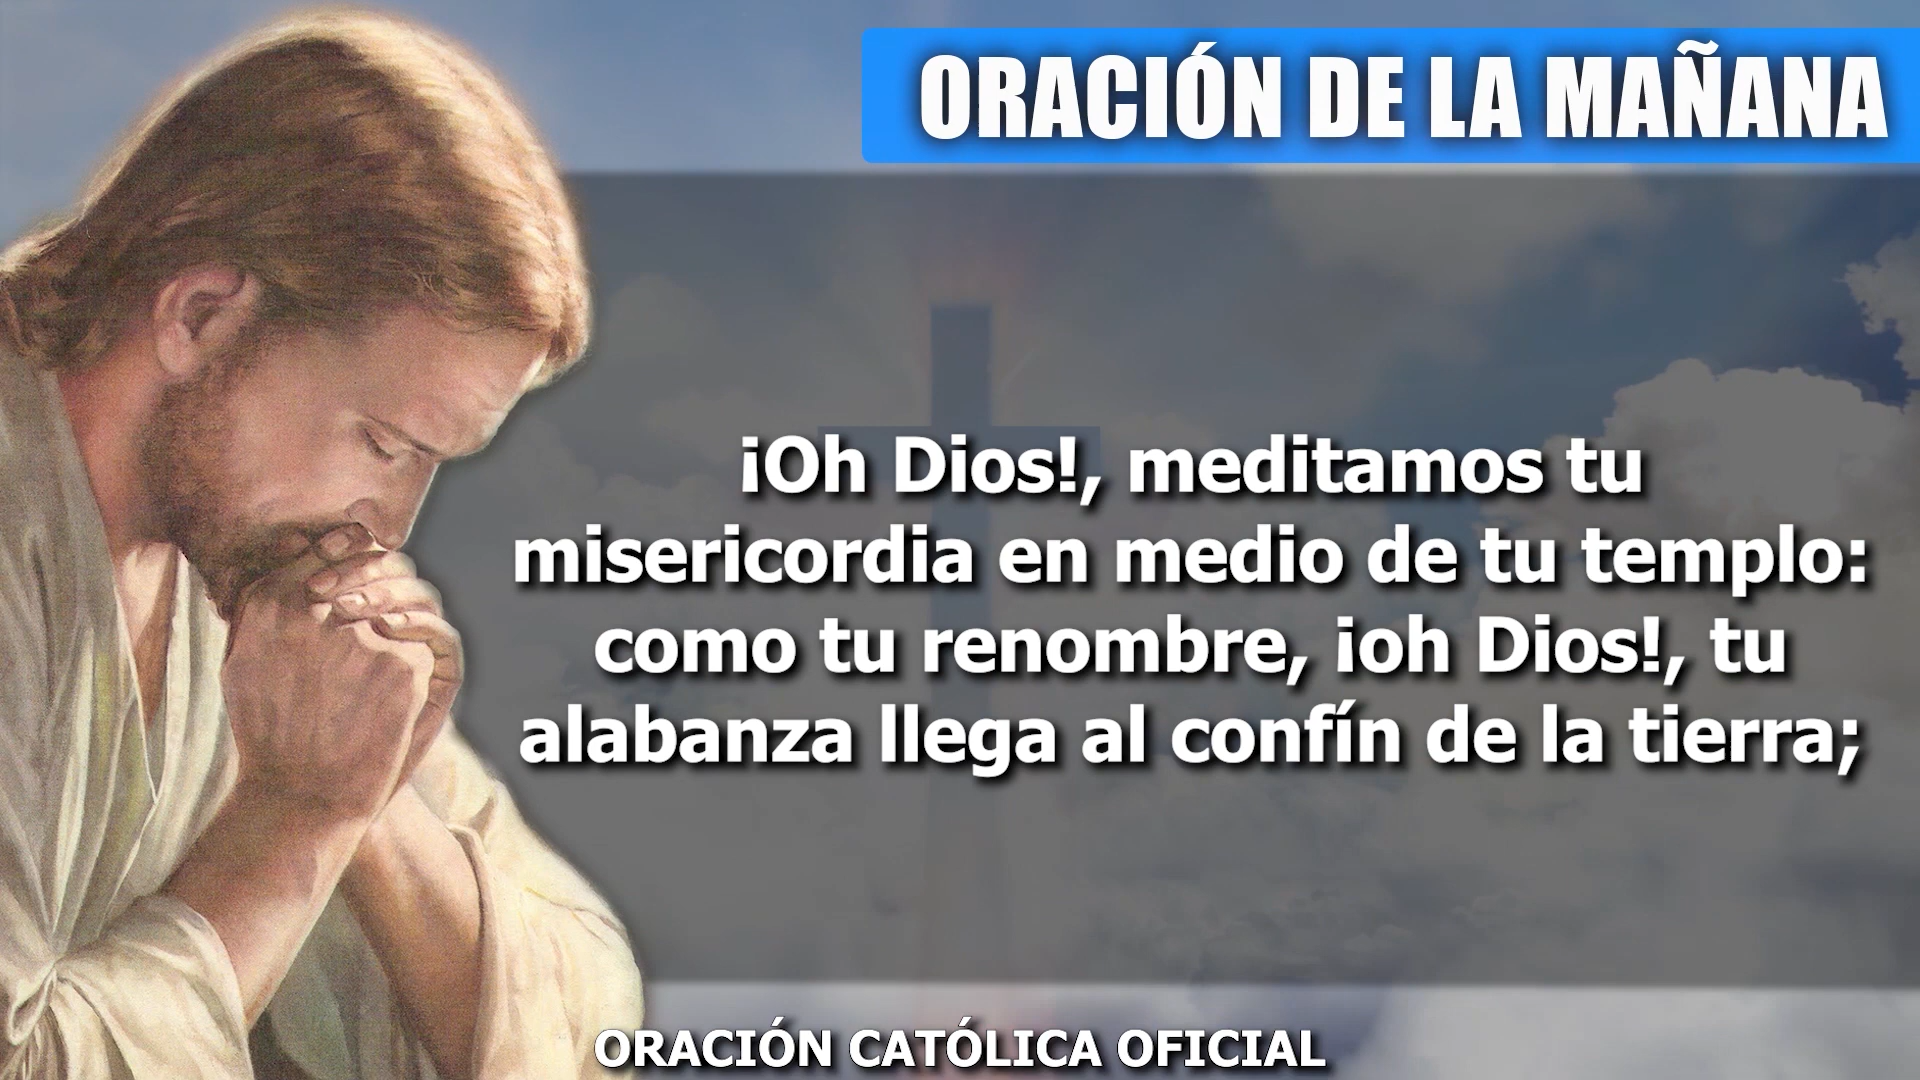 ORACIÓN DE LA MAÑANA
¡Oh Dios!, meditamos tu
misericordia en medio de tu templo:
como tu renombre, ¡oh Dios!, tu
alabanza llega al confín de la tierra;
ORACIÓN CATÓLICA OFICIAL